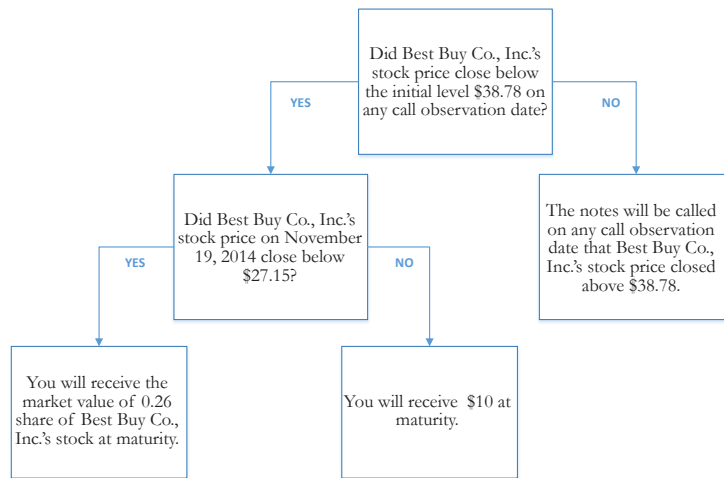 Did Best Buy Co., Inc.'s
stock price close below
the initial level $38.78 on
any call observation date?
YES
NO
Did Best Buy Co., Inc.'s
stock price on November
19, 2014 close below
$27.15?
The notes will be called
on any call observation
date that Best Buy Co.,
Inc.'s stock price closed
above $38.78.
YES
NO
You will receive the
market value of 0.26
share of Best Buy Co.,
Inc.'s stock at maturity.
You will receive $10 at
maturity.